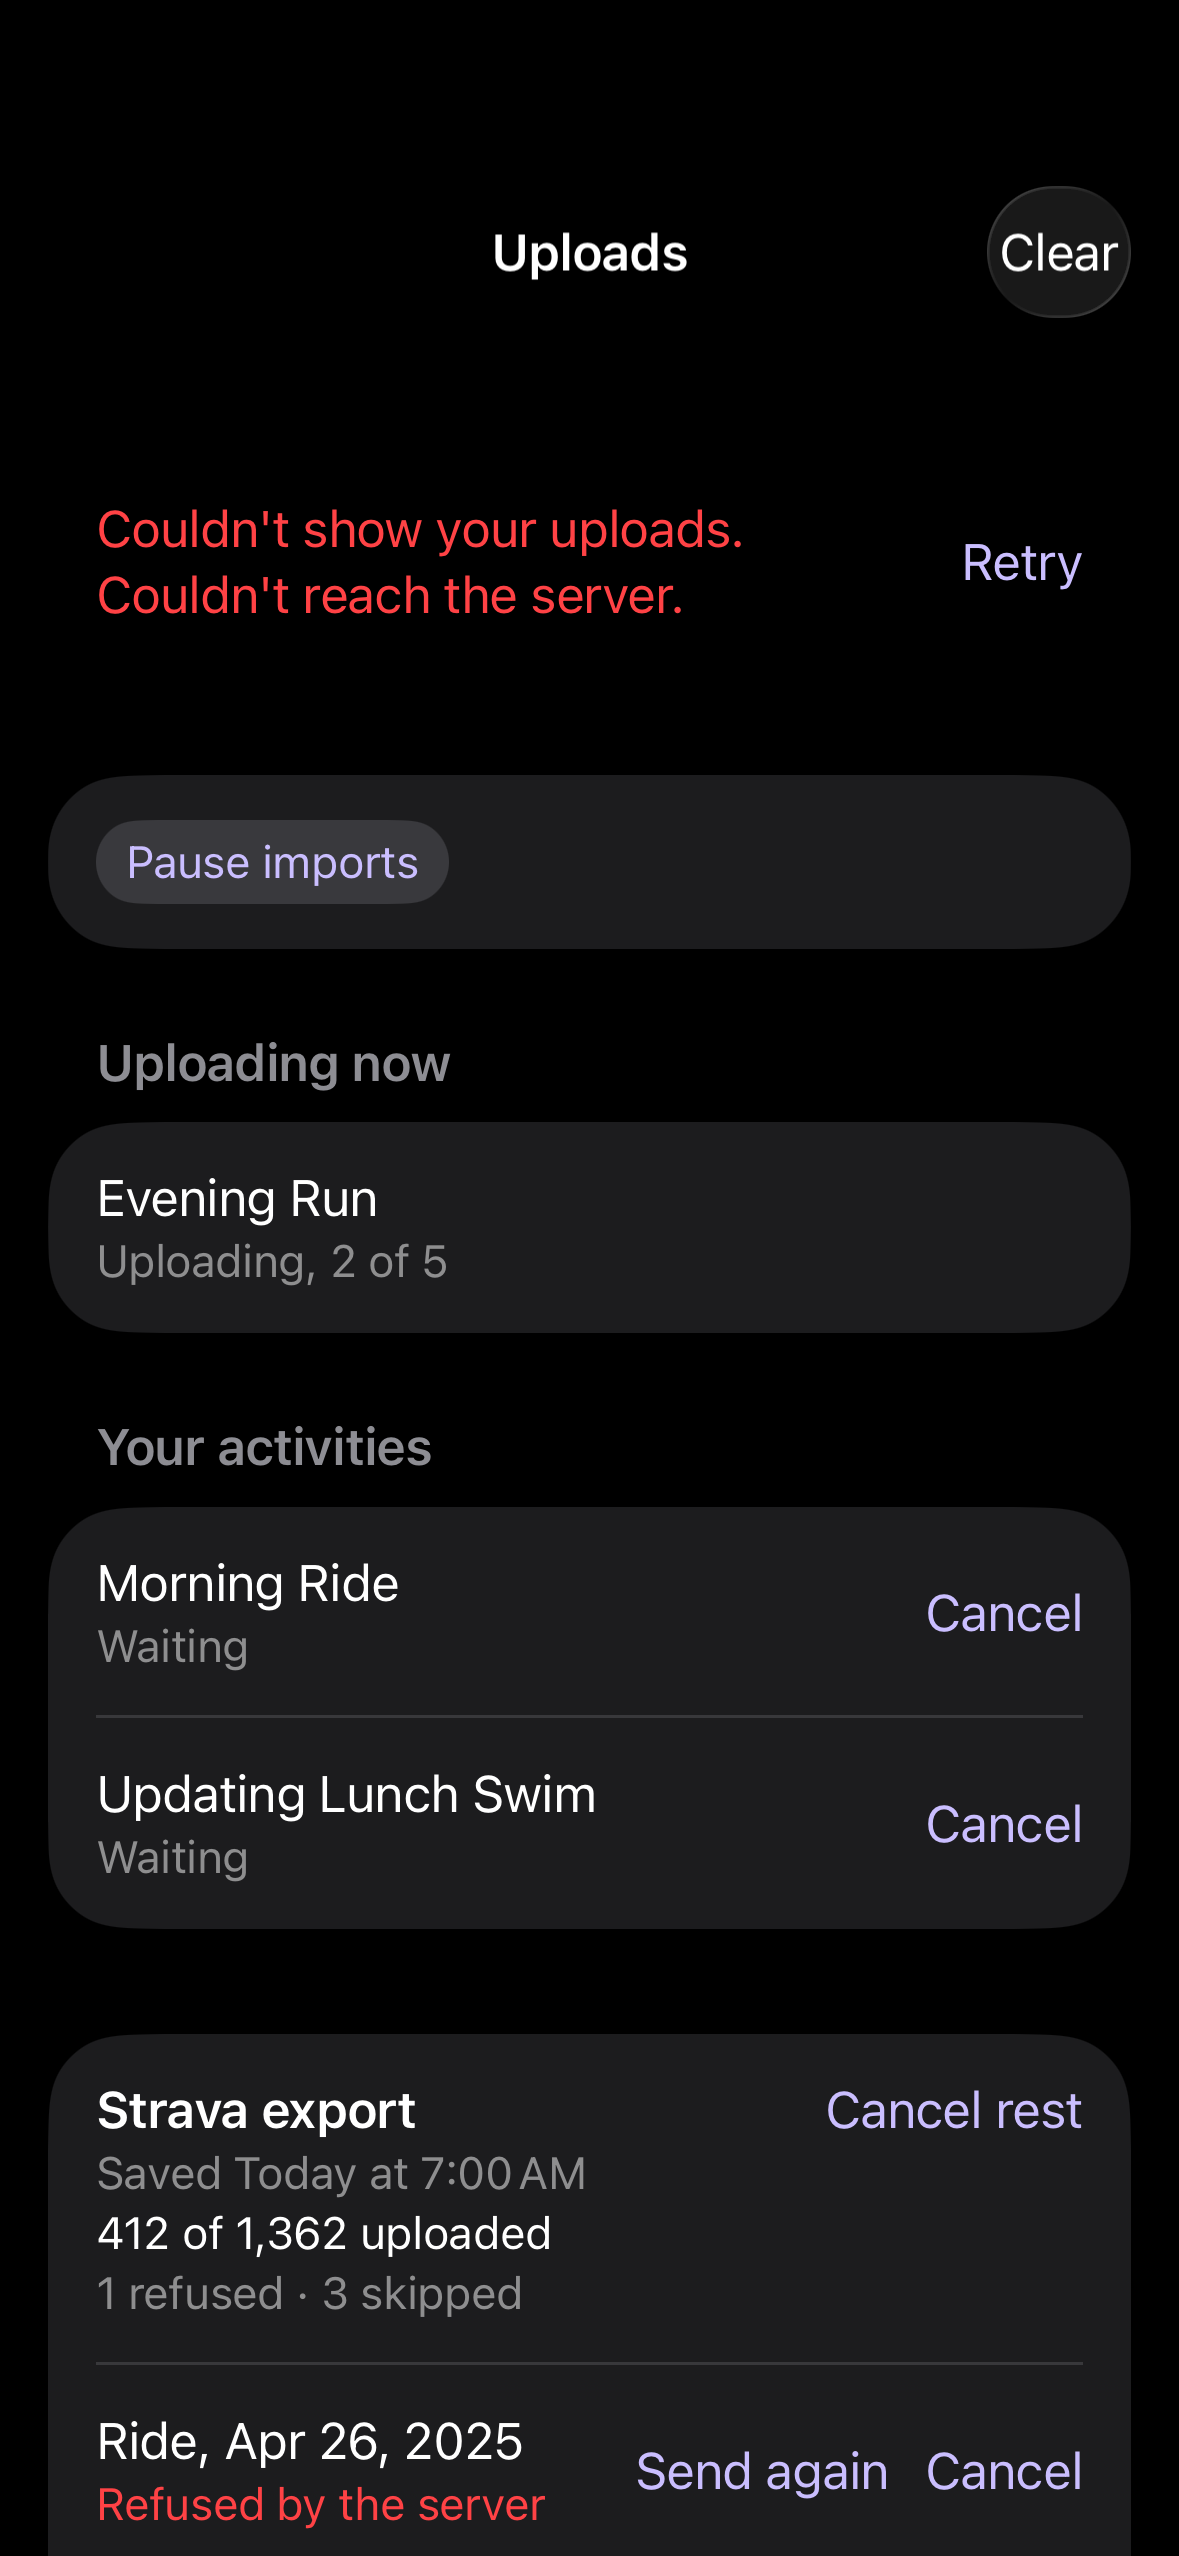 Uploads
Clear
Couldn't show your uploads.
Couldn't reach the server.
Retry
Pause imports
Uploading now
Evening Run
Uploading, 2 of 5
Your activities
Morning Ride
Waiting
Cancel
Updating Lunch Swim
Waiting
Cancel
Strava export
Cancel rest
Saved Today at 7:00 AM
412 of 1,362 uploaded
1 refused · 3 skipped
Ride, Apr 26, 2025
Refused by the server
Send again
Cancel